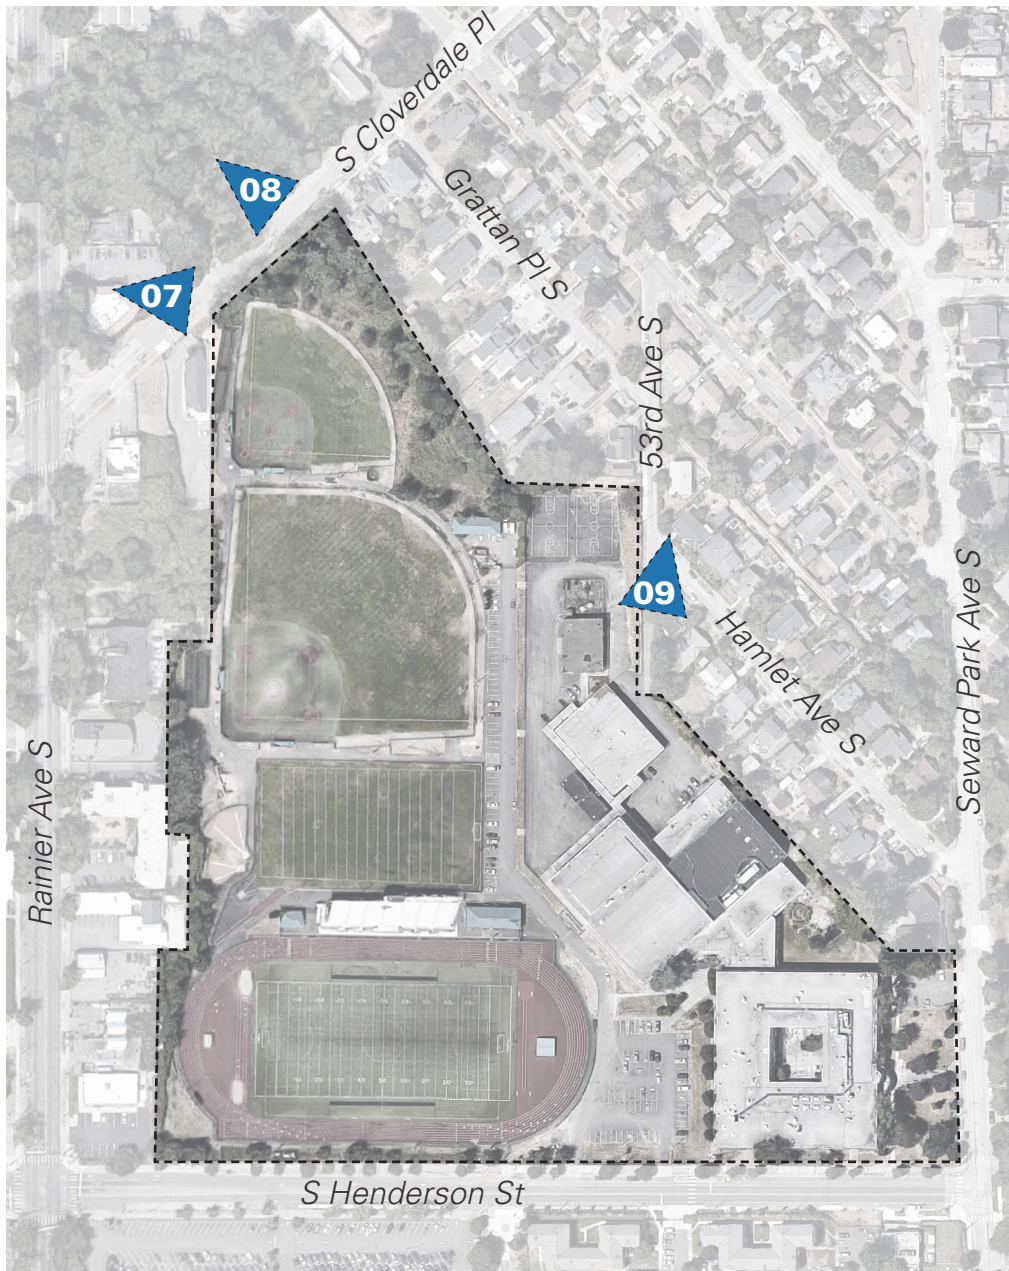 S Cloverdale Pl
08
Grattan Pl S
07
53rd Ave S
09
Hamlet Ave S
Seward Park Ave S
Rainier Ave S
S Henderson St